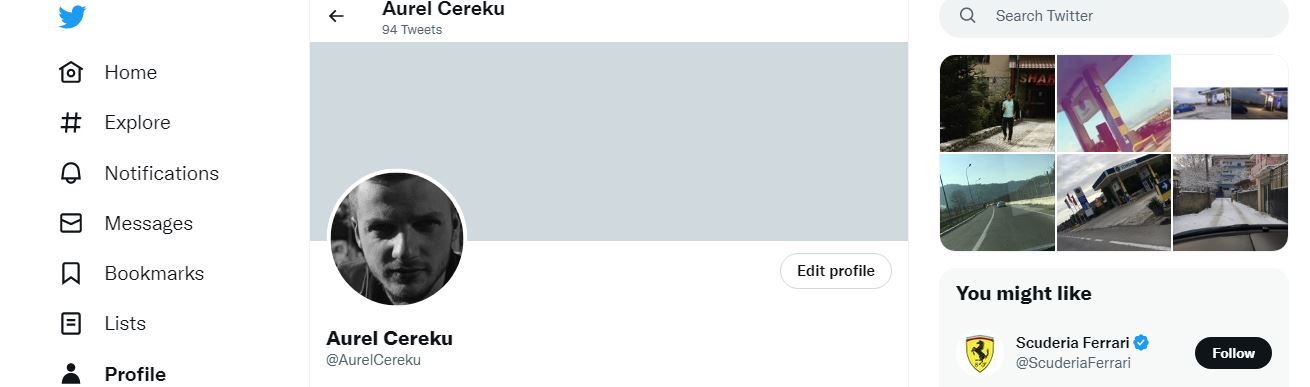 Home
Explore
Notifications
Messages
Bookmarks
Lists
Profile
Aurel Cereku
94 Tweets
Edit profile
Aurel Cereku
@AurelCereku
Search Twitter
SHAR
You might like
Scuderia Ferrari
@ScuderiaFerrari
Follow